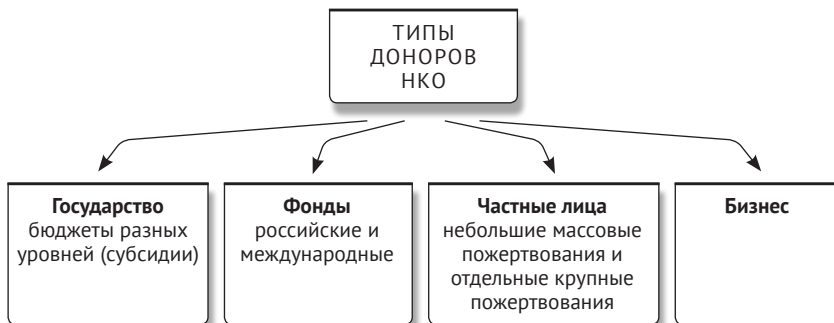 ТИПЫ
ДОНОРОВ
НКО
Государство
бюджеты разных
уровней (субсидии)
Фонды
российские и
международные
Частные лица
небольшие массовые
пожертвования и
отдельные крупные
пожертвования
Бизнес